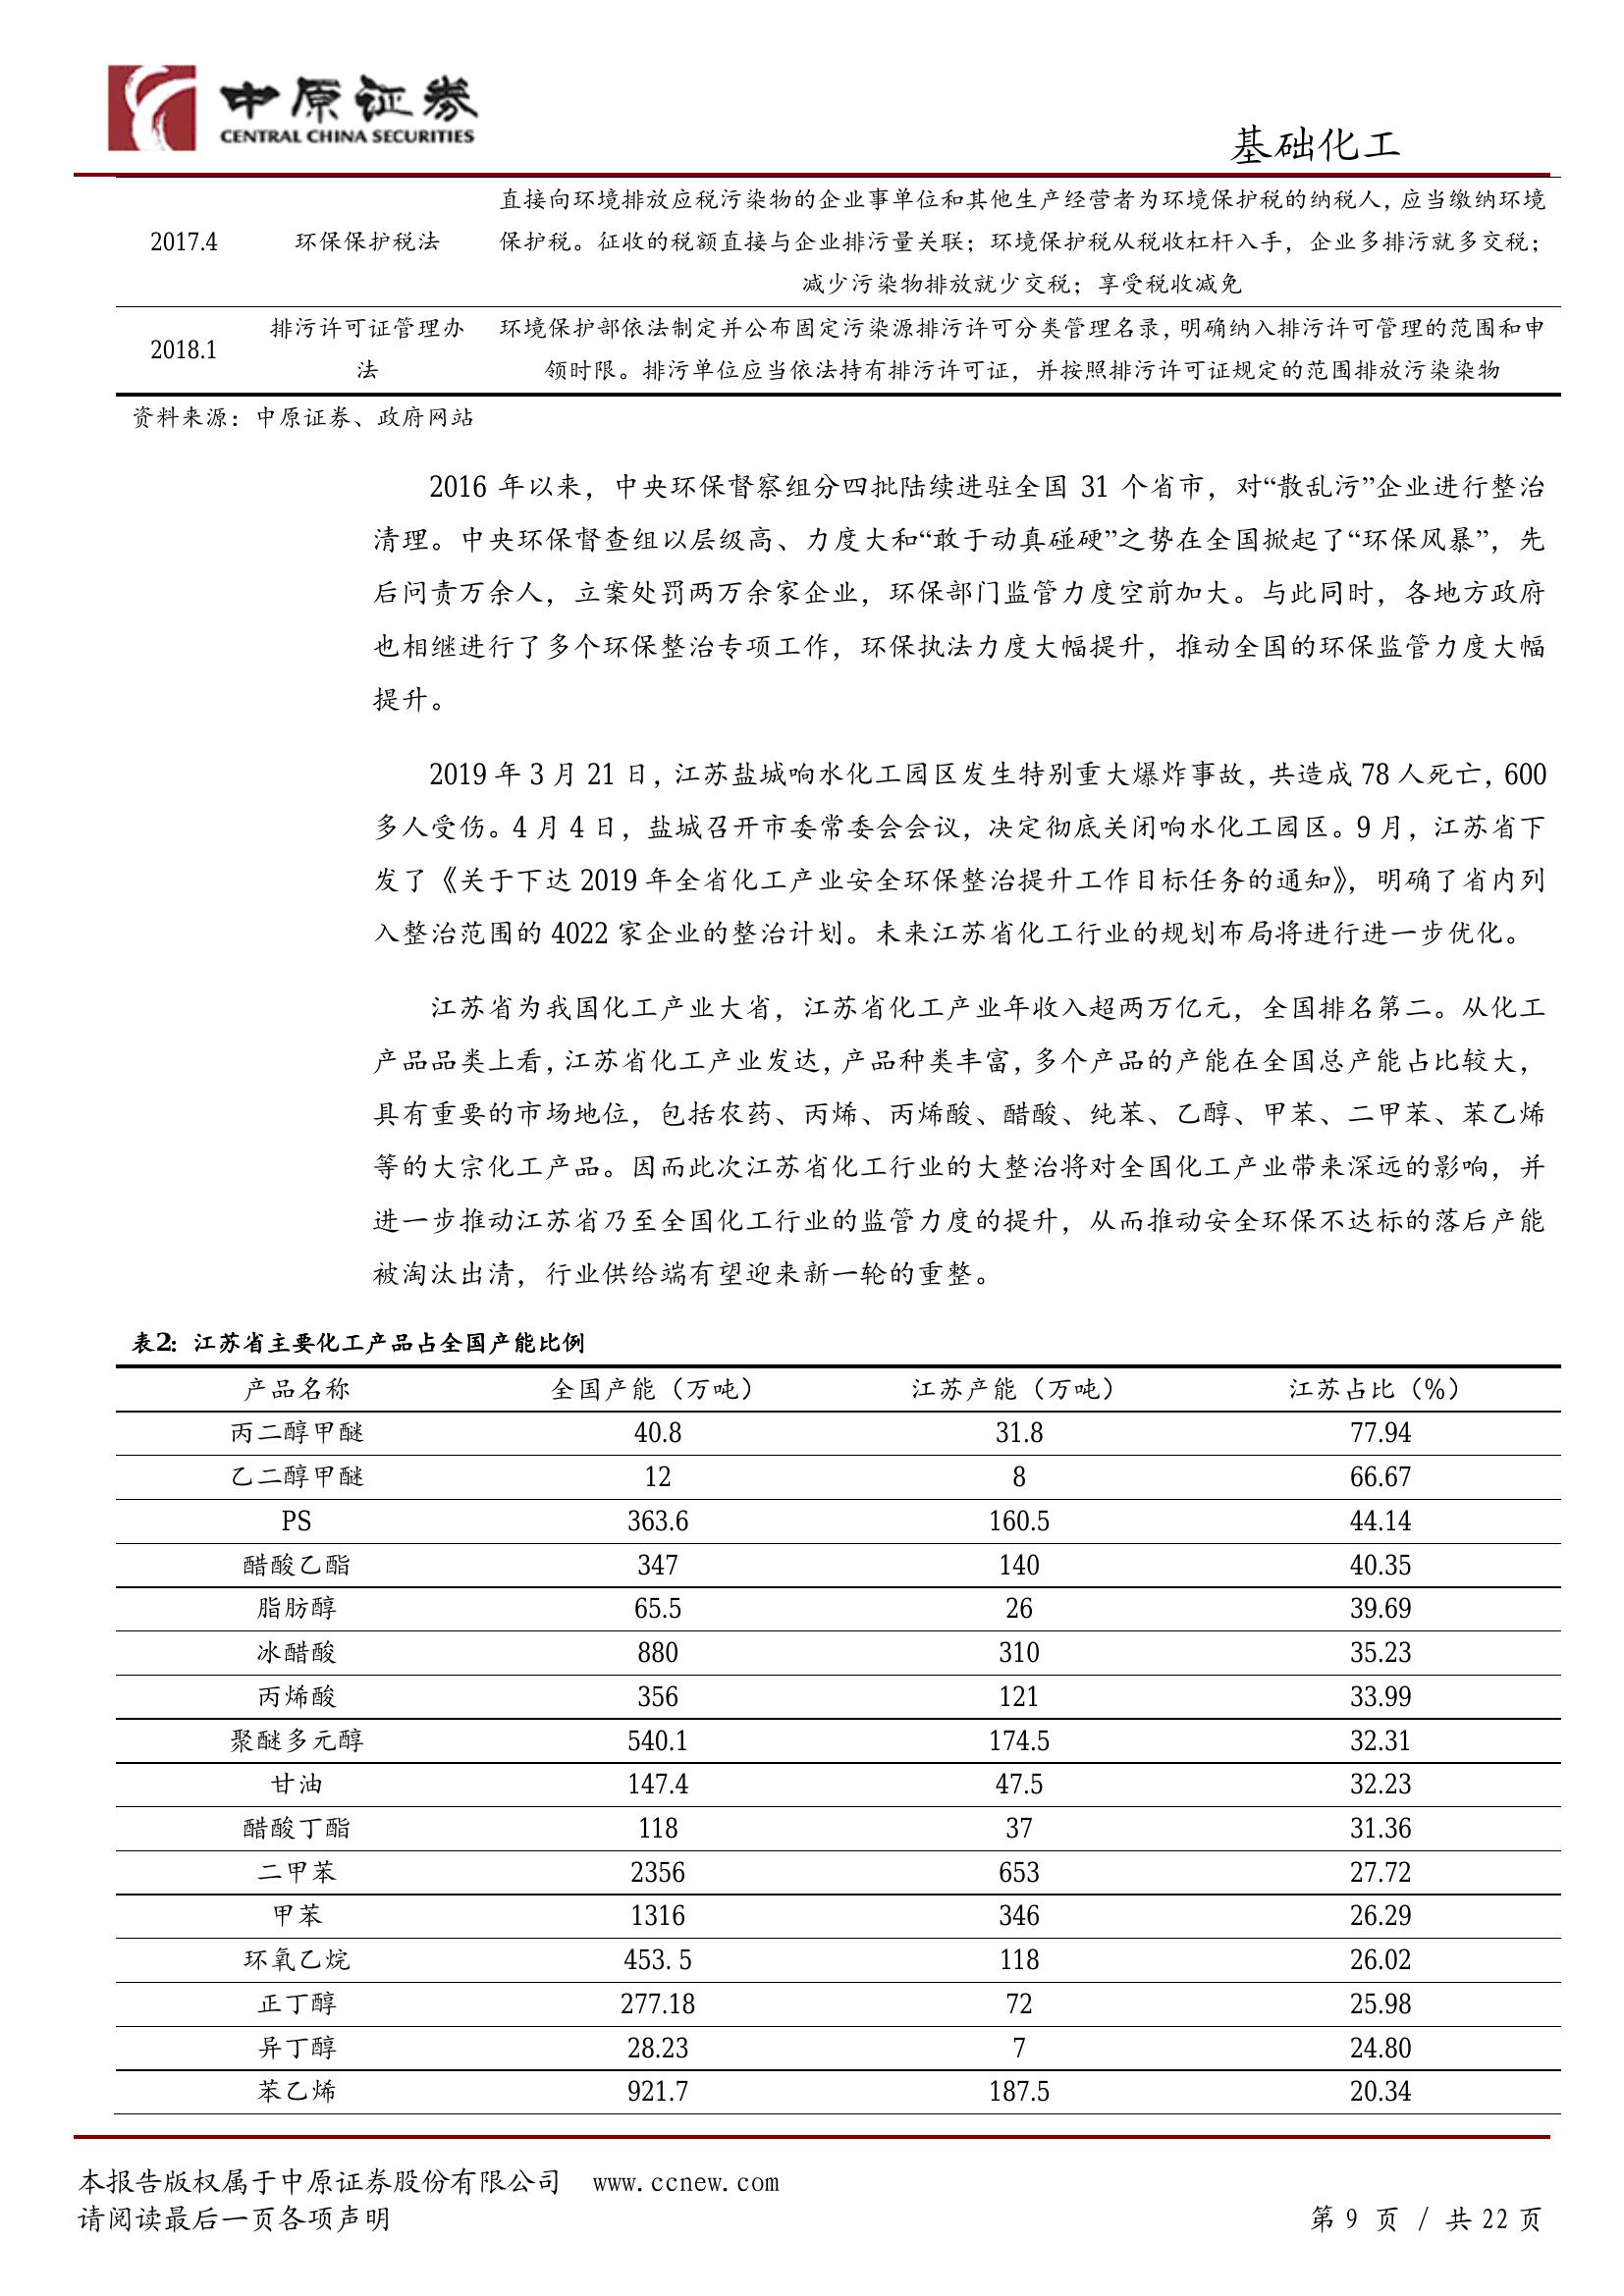 中原证券
CENTRAL CHINA SECURITIES
基础化工
直接向环境排放应税污染物的企业事单位和其他生产经营者为环境保护税的纳税人，应当缴纳环境
2017.4 环保保护税法 保护税。征收的税额直接与企业排污量关联；环境保护税从税收杠杆入手，企业多排污就多交税；
减少污染物排放就少交税；享受税收减免
排污许可证管理办 环境保护部依法制定并公布固定污染源排污许可分类管理名录，明确纳入排污许可管理的范围和申
2018.1
法 领时限。排污单位应当依法持有排污许可证，并按照排污许可证规定的范围排放污染染物
资料来源：中原证券、政府网站
2016 年以来，中央环保督察组分四批陆续进驻全国 31 个省市，对“散乱污”企业进行整治
清理。中央环保督查组以层级高、力度大和“敢于动真碰硬”之势在全国掀起了“环保风暴”，先
后问责万余人，立案处罚两万余家企业，环保部门监管力度空前加大。与此同时，各地方政府
也相继进行了多个环保整治专项工作，环保执法力度大幅提升，推动全国的环保监管力度大幅
提升。
2019 年 3 月 21 日，江苏盐城响水化工园区发生特别重大爆炸事故，共造成 78 人死亡，600
多人受伤。4 月 4 日，盐城召开市委常委会会议，决定彻底关闭响水化工园区。9 月，江苏省下
发了《关于下达 2019 年全省化工产业安全环保整治提升工作目标任务的通知》，明确了省内列
入整治范围的 4022 家企业的整治计划。未来江苏省化工行业的规划布局将进行进一步优化。
江苏省为我国化工产业大省，江苏省化工产业年收入超两万亿元，全国排名第二。从化工
产品品类上看，江苏省化工产业发达，产品种类丰富，多个产品的产能在全国总产能占比较大，
具有重要的市场地位，包括农药、丙烯、丙烯酸、醋酸、纯苯、乙醇、甲苯、二甲苯、苯乙烯
等的大宗化工产品。因而此次江苏省化工行业的大整治将对全国化工产业带来深远的影响，并
进一步推动江苏省乃至全国化工行业的监管力度的提升，从而推动安全环保不达标的落后产能
被淘汰出清，行业供给端有望迎来新一轮的重整。
表2：江苏省主要化工产品占全国产能比例
产品名称 全国产能（万吨） 江苏产能（万吨） 江苏占比（%）
丙二醇甲醚 40.8 31.8 77.94
乙二醇甲醚 12 8 66.67
PS 363.6 160.5 44.14
醋酸乙酯 347 140 40.35
脂肪醇 65.5 26 39.69
冰醋酸 880 310 35.23
丙烯酸 356 121 33.99
聚醚多元醇 540.1 174.5 32.31
甘油 147.4 47.5 32.23
醋酸丁酯 118 37 31.36
二甲苯 2356 653 27.72
甲苯 1316 346 26.29
环氧乙烷 453. 5 118 26.02
正丁醇 277.18 72 25.98
异丁醇 28.23 7 24.80
苯乙烯 921.7 187.5 20.34
本报告版权属于中原证券股份有限公司 www.ccnew.com
请阅读最后一页各项声明 第 9 页 / 共 22 页